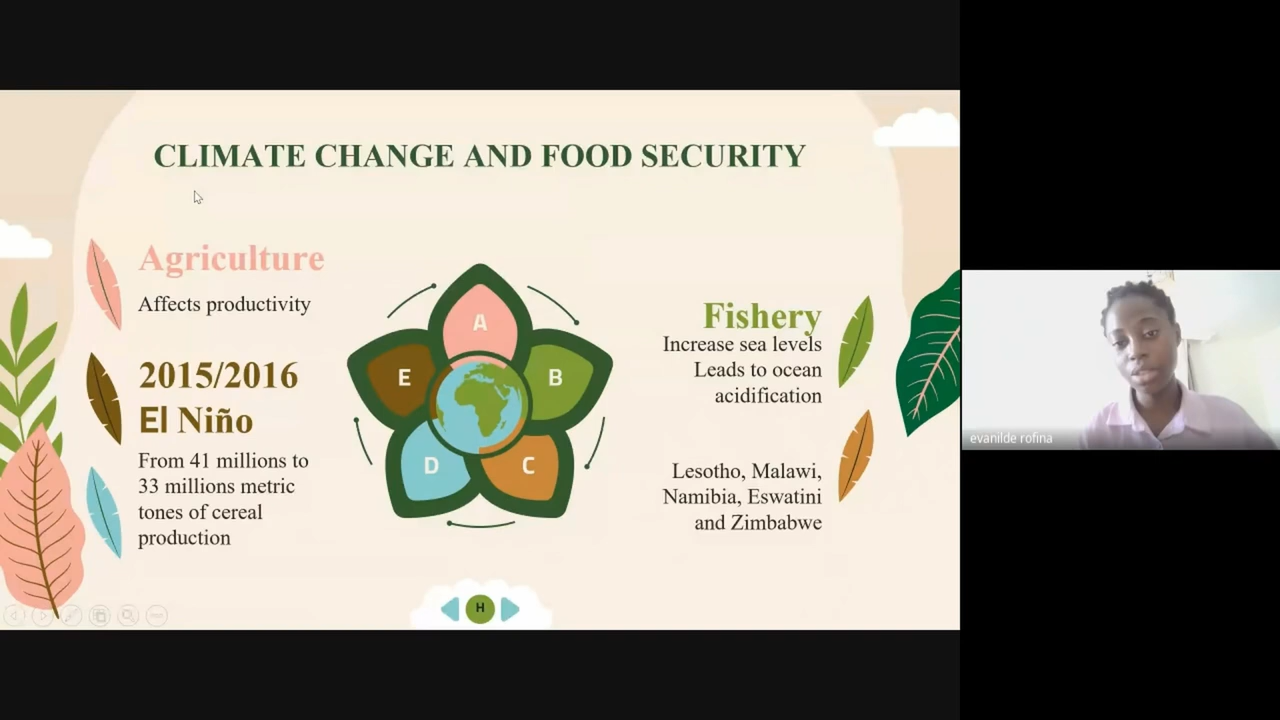 CLIMATE CHANGE AND FOOD SECURITY
Agriculture
Affects productivity
2015/2016
El Niño
From 41 millions to
33 millions metric
tones of cereal
production
A
B
C
D
E
Fishery
Increase sea levels
Leads to ocean
acidification
Lesotho, Malawi,
Namibia, Eswatini
and Zimbabwe
H
evanilde rofina